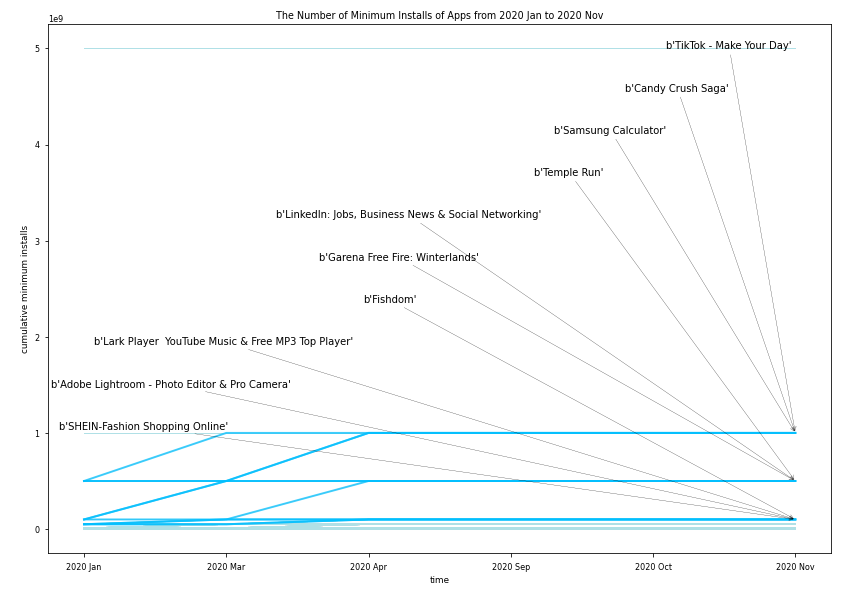 The Number of Minimum Installs of Apps from 2020 Jan to 2020 Nov
1e9
5
4
3
2
1
0
cumulative minimum installs
b'TikTok - Make Your Day'
b'Candy Crush Saga'
b'Samsung Calculator'
b'Temple Run'
b'LinkedIn: Jobs, Business News & Social Networking'
b'Garena Free Fire: Winterlands'
b'Fishdom'
b'Lark Player  YouTube Music & Free MP3 Top Player'
b'Adobe Lightroom - Photo Editor & Pro Camera'
b'SHEIN-Fashion Shopping Online'
2020 Jan 2020 Mar 2020 Apr 2020 Sep 2020 Oct 2020 Nov
time